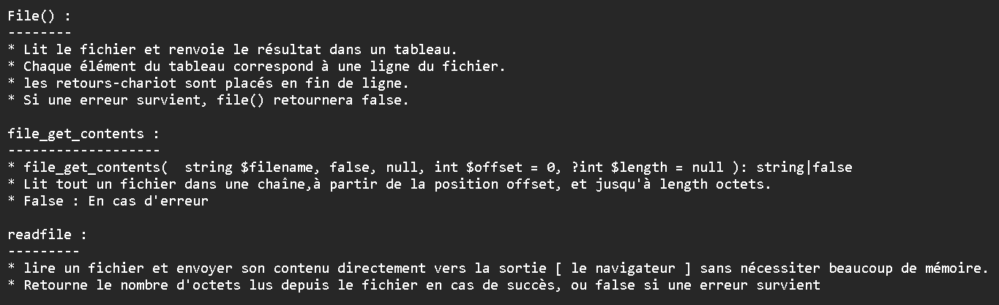 File() :
--------
* Lit le fichier et renvoie le résultat dans un tableau.
* Chaque élément du tableau correspond à une ligne du fichier.
* les retours-chariot sont placés en fin de ligne.
* Si une erreur survient, file() retournera false.
file_get_contents :
-------------------
* file_get_contents(  string $filename, false, null, int $offset = 0, ?int $length = null ): string|false
* Lit tout un fichier dans une chaîne,à partir de la position offset, et jusqu'à length octets.
* False : En cas d'erreur
readfile :
---------
* lire un fichier et envoyer son contenu directement vers la sortie [ le navigateur ] sans nécessiter beaucoup de mémoire.
* Retourne le nombre d'octets lus depuis le fichier en cas de succès, ou false si une erreur survient